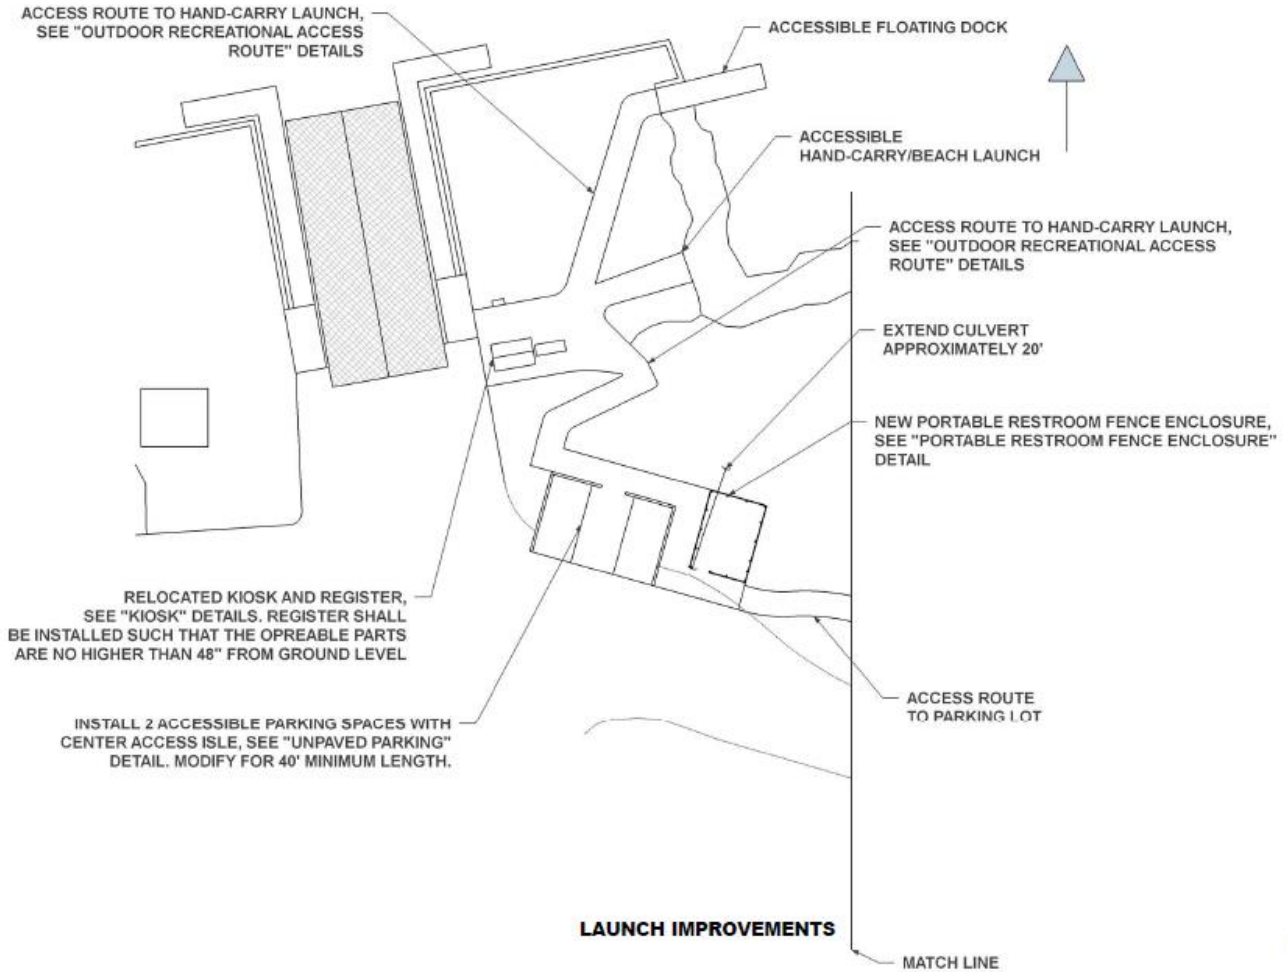 ACCESS ROUTE TO HAND-CARRY LAUNCH,
SEE "OUTDOOR RECREATIONAL ACCESS
ROUTE" DETAILS
ACCESSIBLE FLOATING DOCK
ACCESSIBLE
HAND-CARRY/BEACH LAUNCH
ACCESS ROUTE TO HAND-CARRY LAUNCH,
SEE "OUTDOOR RECREATIONAL ACCESS
ROUTE" DETAILS
EXTEND CULVERT
APPROXIMATELY 20'
NEW PORTABLE RESTROOM FENCE ENCLOSURE,
SEE "PORTABLE RESTROOM FENCE ENCLOSURE"
DETAIL
RELOCATED KIOSK AND REGISTER,
SEE "KIOSK" DETAILS. REGISTER SHALL
BE INSTALLED SUCH THAT THE OPREABLE PARTS
ARE NO HIGHER THAN 48" FROM GROUND LEVEL
INSTALL 2 ACCESSIBLE PARKING SPACES WITH
CENTER ACCESS ISLE, SEE "UNPAVED PARKING"
DETAIL. MODIFY FOR 40' MINIMUM LENGTH.
ACCESS ROUTE
TO PARKING LOT
LAUNCH IMPROVEMENTS
MATCH LINE